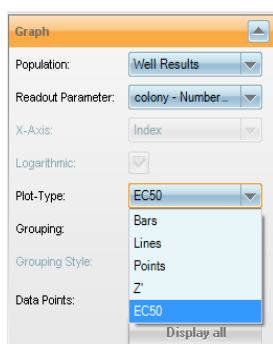 Graph
Population: Well Results
Readout Parameter: colony - Number...
X-Axis: Index
Logarithmic:
Plot-Type: EC50
Bars
Grouping:
Lines
Grouping Style:
Points
Data Points:
Z'
EC50
Display all